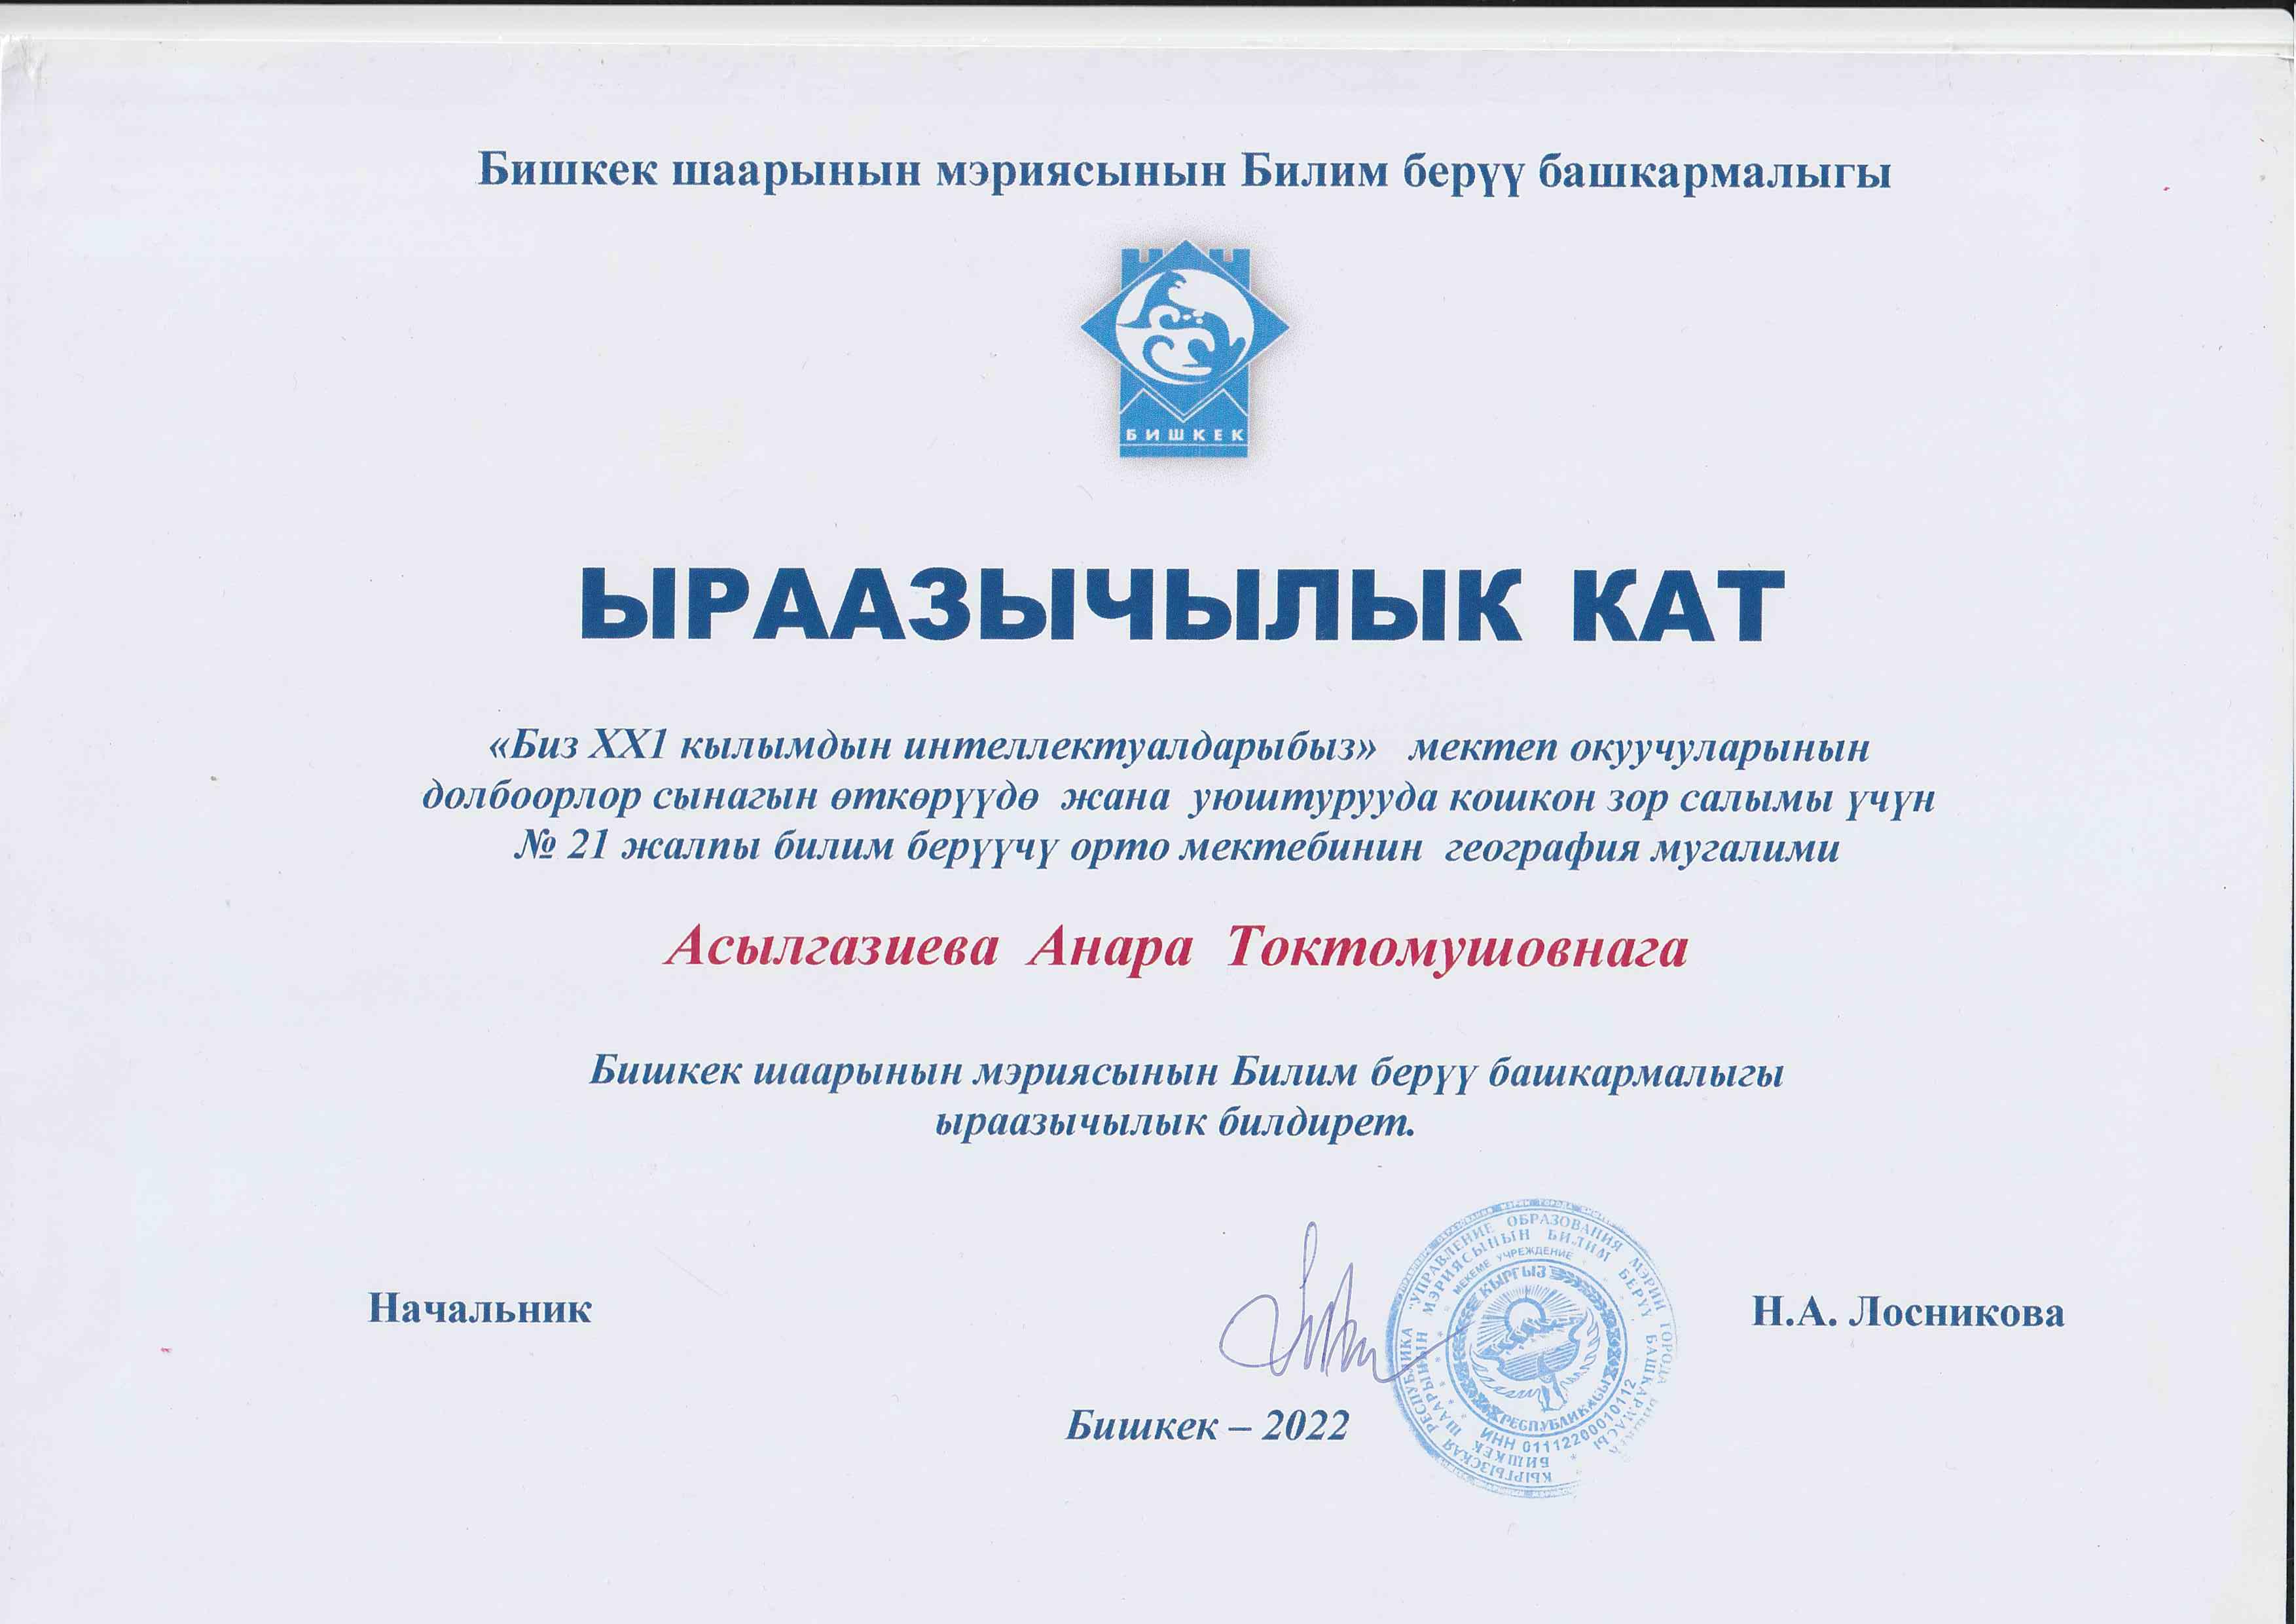 Бишкек шаарынын мэриясынын Билим берүү башкармалыгы
БИШКЕК
ЫРААЗЫЧЫЛЫК КАТ
«Биз XX1 кылымдын интеллектуалдарыбыз» мектеп окуучуларынын
долбоорлор сынагын өткөрүүдө жана уюштурууда кошкон зор салымы үчүн
№ 21 жалпы билим берүүчү орто мектебинин география мугалими
Асылгазиева Анара Токтомушовнага
Бишкек шаарынын мэриясынын Билим берүү башкармалыгы
ыраазычылык билдирет.
Начальник
Н.А. Лосникова
КЫРГЫЗСКАЯ РЕСПУБЛИКА "УПРАВЛЕНИЕ ОБРАЗОВАНИЯ МЭРИИ ГОРОДА
БИШКЕК ШААРЫНЫН МЭРИЯСЫНЫН БИЛИМ БЕРҮҮ БАШКАРМАСЫ
МЕКЕМЕ УЧРЕЖДЕНИЕ
КЫРГЫЗ
РЕСПУБЛИКАСЫ
ИНН 01112200010112
Бишкек – 2022